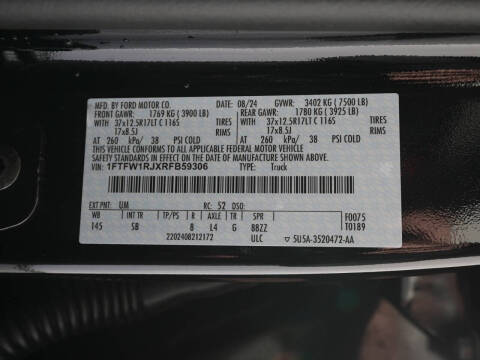 MFD. BY FORD MOTOR CO. 08/24 GVWR: 3402 KG ( 7500 LB)
FRONT GAWR: 1769 KG ( 3900 LB) REAR GAWR: 1780 KG ( 3925 LB)
WITH 37x12.5R17LT C 116S TIRES WITH 37x12.5R17LT C 116S TIRES
17x8.5J RIMS 17x8.5J RIMS
AT 260 kPa/ 38 PSI COLD AT 260 kPa/ 38 PSI COLD
THIS VEHICLE CONFORMS TO ALL APPLICABLE FEDERAL MOTOR
VEHICLE SAFETY STANDARDS IN EFFECT ON THE DATE OF MANUFACTURE SHOWN ABOVE.
VIN: 1FTFW1RJXRFB59306 TYPE: Truck
EXT PNT: UM RC: 52 DSO:
WB INT TR TP/PS R AX TR SPR F0075
145 SB 8 L4 G 88ZZ T0189
2202408212172 ULC 5U5A-3520472-AA